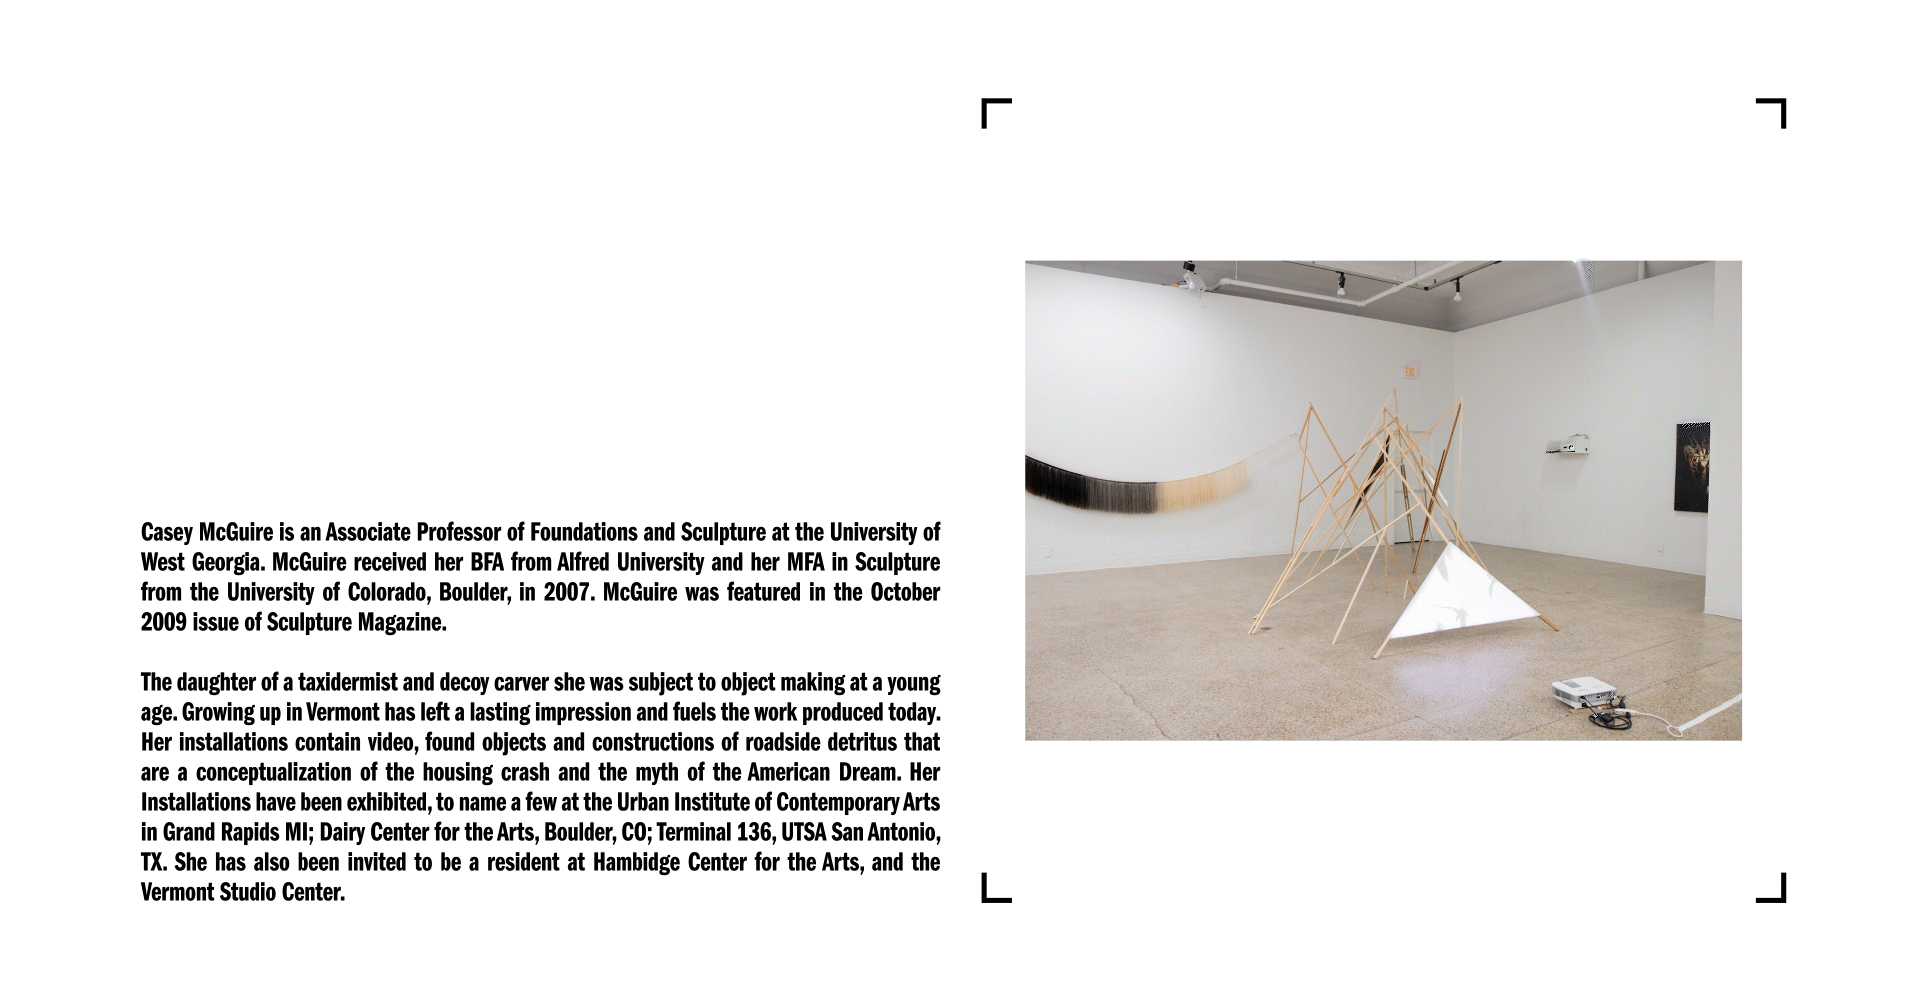 Casey McGuire is an Associate Professor of Foundations and Sculpture at the University of
West Georgia. McGuire received her BFA from Alfred University and her MFA in Sculpture
from the University of Colorado, Boulder, in 2007. McGuire was featured in the October
2009 issue of Sculpture Magazine.
The daughter of a taxidermist and decoy carver she was subject to object making at a young
age. Growing up in Vermont has left a lasting impression and fuels the work produced today.
Her installations contain video, found objects and constructions of roadside detritus that
are a conceptualization of the housing crash and the myth of the American Dream. Her
Installations have been exhibited, to name a few at the Urban Institute of Contemporary Arts
in Grand Rapids MI; Dairy Center for the Arts, Boulder, CO; Terminal 136, UTSA San Antonio,
TX. She has also been invited to be a resident at Hambidge Center for the Arts, and the
Vermont Studio Center.